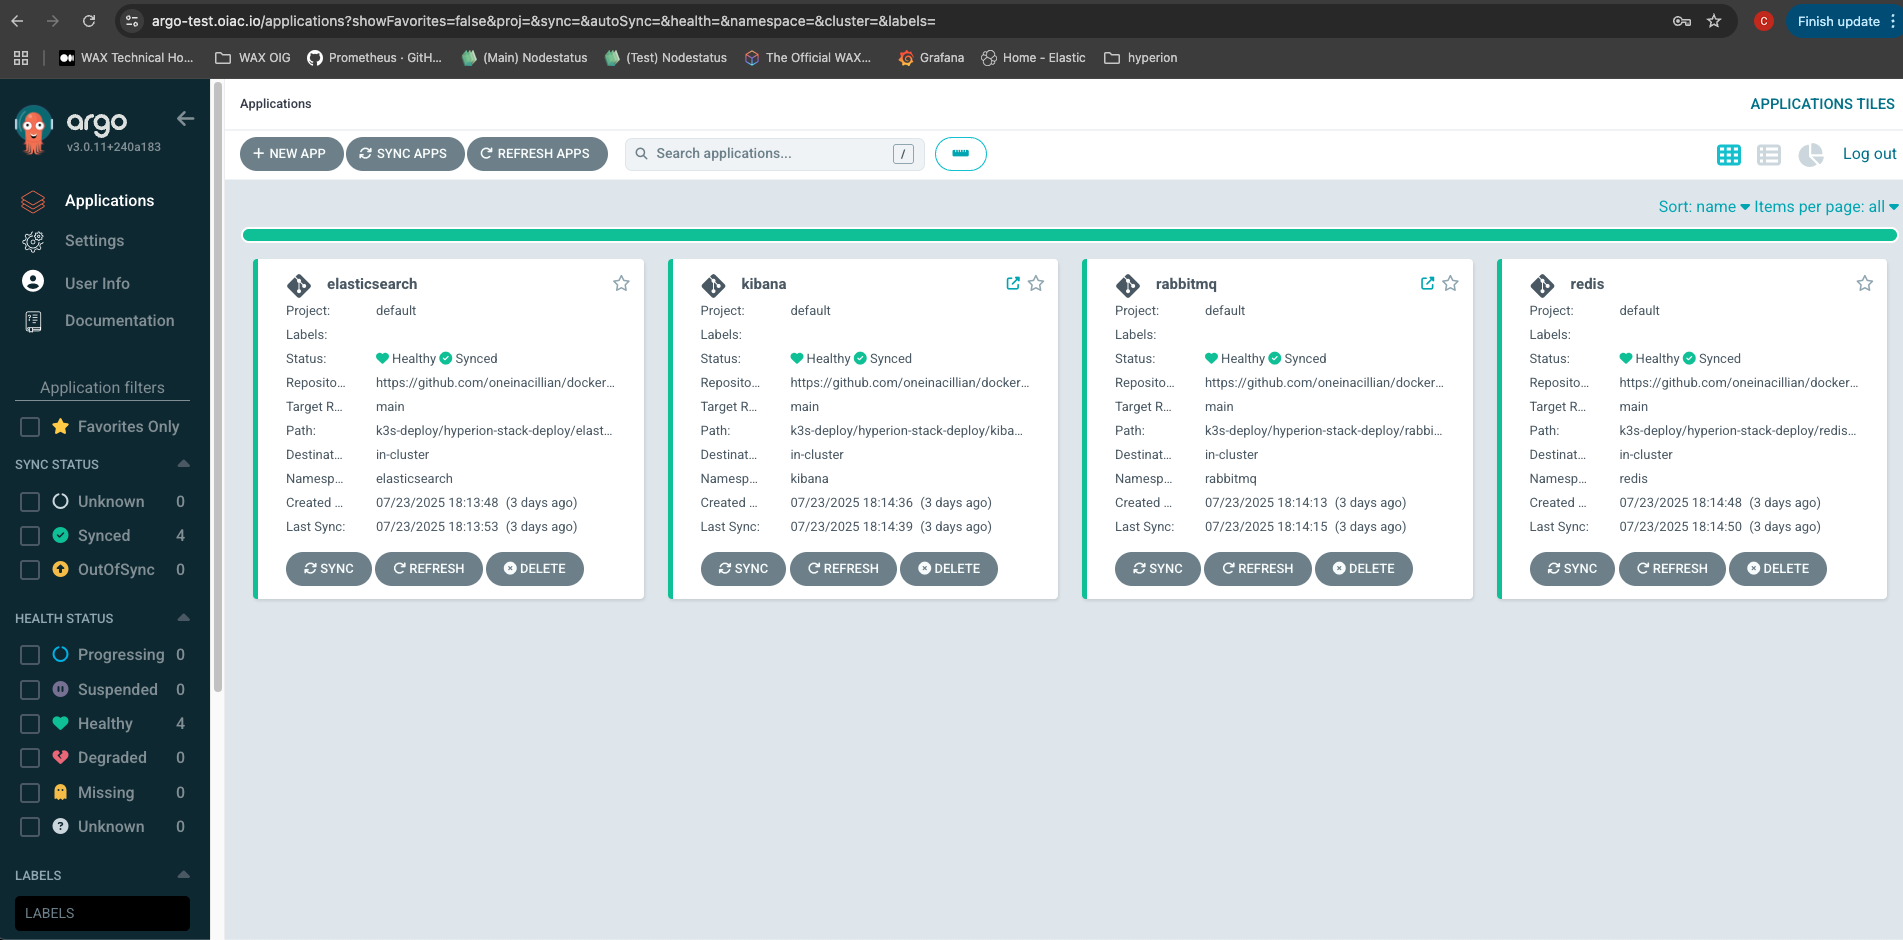 argo-test.oiac.io/applications?showFavorites=false&proj=&sync=&autoSync=&health=&namespace=&cluster=&labels=
C
Finish update
WAX Technical Ho...
WAX OIG
Prometheus · GitH...
(Main) Nodestatus
(Test) Nodestatus
The Official WAX...
Grafana
Home - Elastic
hyperion
argo
v3.0.11+240a183
Applications
Settings
User Info
Documentation
Application filters
Favorites Only
SYNC STATUS
Unknown 0
Synced 4
OutOfSync 0
HEALTH STATUS
Progressing 0
Suspended 0
Healthy 4
Degraded 0
Missing 0
Unknown 0
LABELS
LABELS
Applications
APPLICATIONS TILES
+ NEW APP
SYNC APPS
REFRESH APPS
Search applications...
/
Log out
Sort: name
Items per page: all
elasticsearch
Project: default
Labels:
Status: Healthy Synced
Reposito... https://github.com/oneinacillian/docker...
Target R... main
Path: k3s-deploy/hyperion-stack-deploy/elast...
Destinat... in-cluster
Namesp... elasticsearch
Created ... 07/23/2025 18:13:48 (3 days ago)
Last Sync: 07/23/2025 18:13:53 (3 days ago)
SYNC REFRESH DELETE
kibana
Project: default
Labels:
Status: Healthy Synced
Reposito... https://github.com/oneinacillian/docker...
Target R... main
Path: k3s-deploy/hyperion-stack-deploy/kiba...
Destinat... in-cluster
Namesp... kibana
Created ... 07/23/2025 18:14:36 (3 days ago)
Last Sync: 07/23/2025 18:14:39 (3 days ago)
SYNC REFRESH DELETE
rabbitmq
Project: default
Labels:
Status: Healthy Synced
Reposito... https://github.com/oneinacillian/docker...
Target R... main
Path: k3s-deploy/hyperion-stack-deploy/rabbi...
Destinat... in-cluster
Namesp... rabbitmq
Created ... 07/23/2025 18:14:13 (3 days ago)
Last Sync: 07/23/2025 18:14:15 (3 days ago)
SYNC REFRESH DELETE
redis
Project: default
Labels:
Status: Healthy Synced
Reposito... https://github.com/oneinacillian/docker...
Target R... main
Path: k3s-deploy/hyperion-stack-deploy/redis...
Destinat... in-cluster
Namesp... redis
Created ... 07/23/2025 18:14:48 (3 days ago)
Last Sync: 07/23/2025 18:14:50 (3 days ago)
SYNC REFRESH DELETE